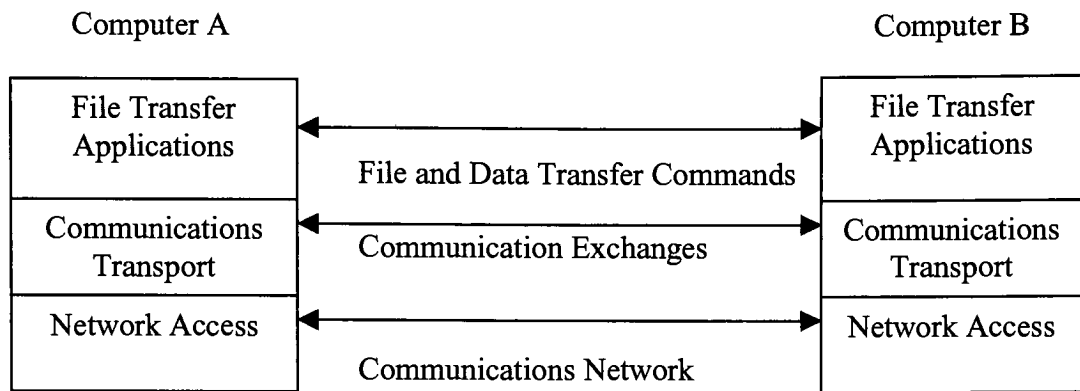 Computer A
Computer B
File Transfer
Applications
File Transfer
Applications
File and Data Transfer Commands
Communications
Transport
Communication Exchanges
Communications
Transport
Network Access
Network Access
Communications Network